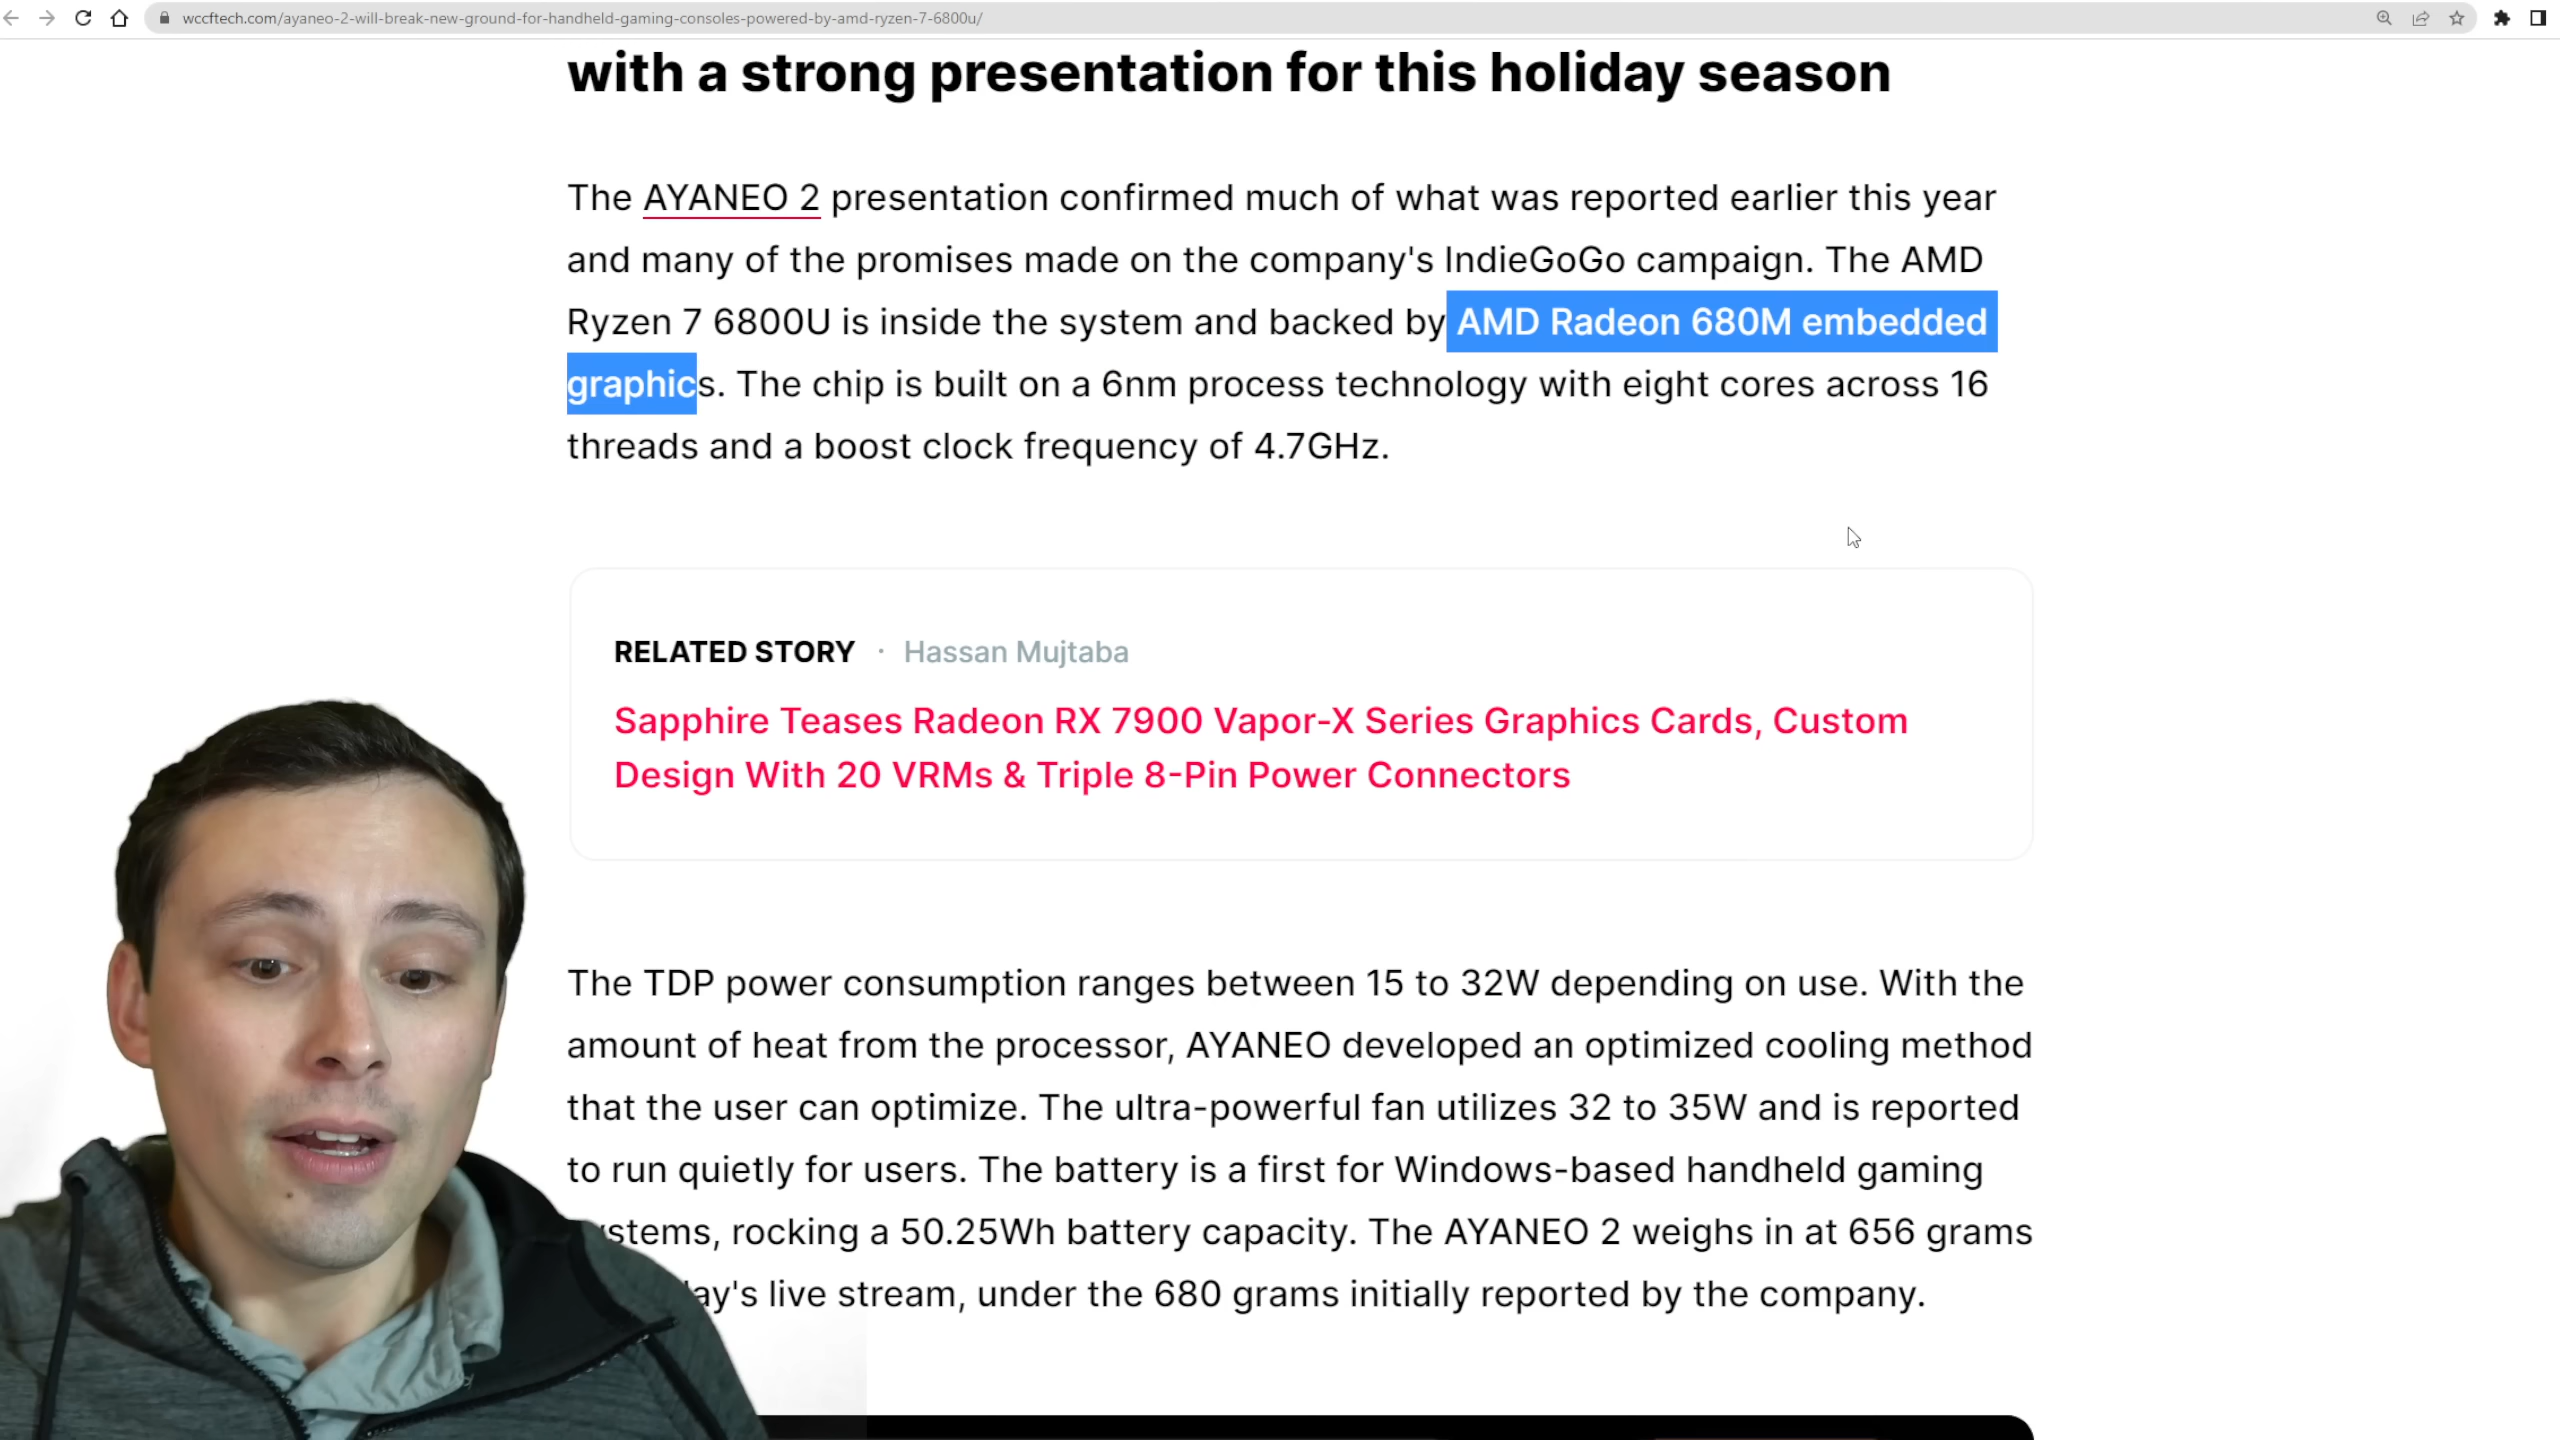 wccftech.com/ayaneo-2-will-break-new-ground-for-handheld-gaming-consoles-powered-by-amd-ryzen-7-6800u/
with a strong presentation for this holiday season
The AYANEO 2 presentation confirmed much of what was reported earlier this year
and many of the promises made on the company's IndieGoGo campaign. The AMD
Ryzen 7 6800U is inside the system and backed by AMD Radeon 680M embedded
graphics. The chip is built on a 6nm process technology with eight cores across 16
threads and a boost clock frequency of 4.7GHz.
RELATED STORY · Hassan Mujtaba
Sapphire Teases Radeon RX 7900 Vapor-X Series Graphics Cards, Custom
Design With 20 VRMs & Triple 8-Pin Power Connectors
The TDP power consumption ranges between 15 to 32W depending on use. With the
amount of heat from the processor, AYANEO developed an optimized cooling method
that the user can optimize. The ultra-powerful fan utilizes 32 to 35W and is reported
to run quietly for users. The battery is a first for Windows-based handheld gaming
stems, rocking a 50.25Wh battery capacity. The AYANEO 2 weighs in at 656 grams
ay's live stream, under the 680 grams initially reported by the company.